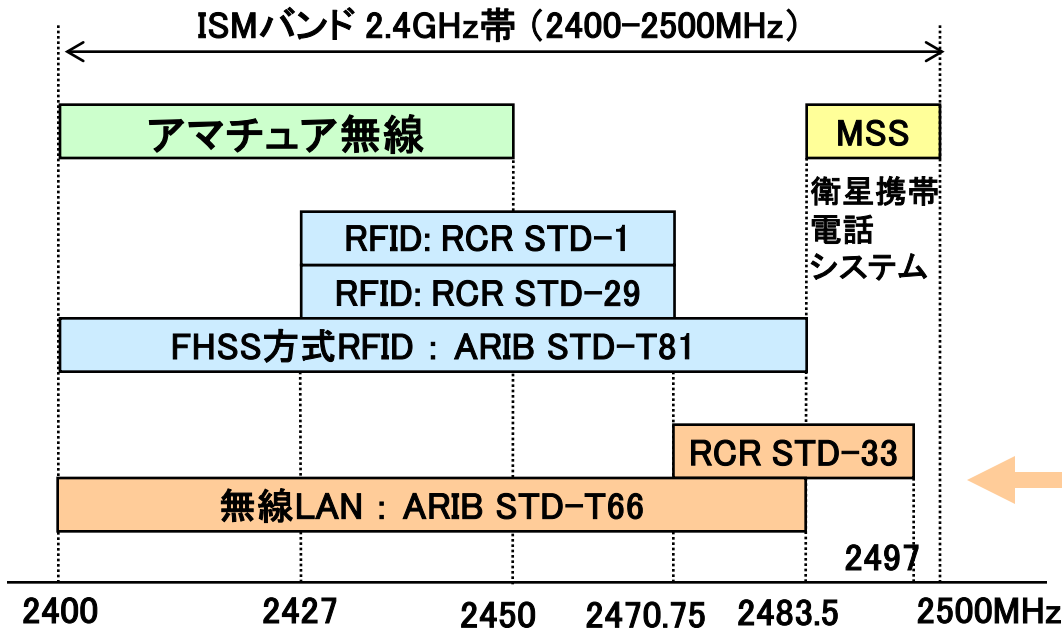 ISMバンド 2.4GHz帯（2400-2500MHz）
アマチュア無線
MSS
衛星携帯
電話
システム
RFID: RCR STD-1
RFID: RCR STD-29
FHSS方式RFID： ARIB STD-T81
RCR STD-33
無線LAN： ARIB STD-T66
2497
2400
2427
2450
2470.75
2483.5
2500MHz